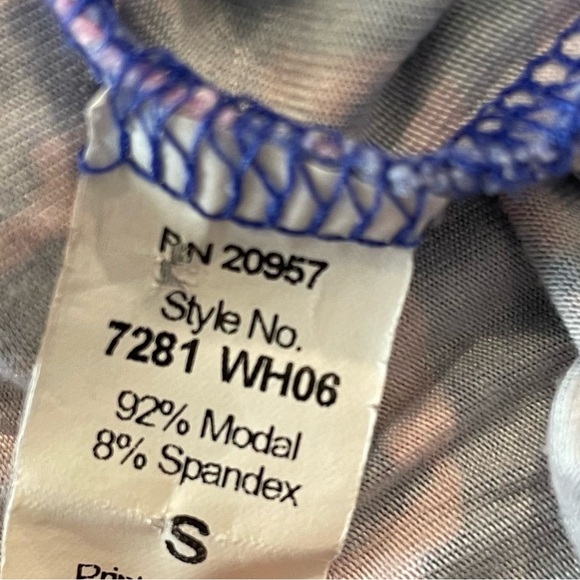 RN 20957
Style No.
7281 WH06
92% Modal
8% Spandex
S